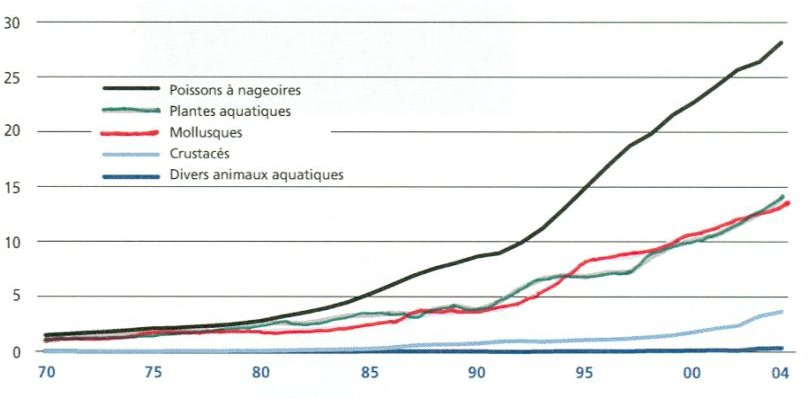 30
25
Poissons à nageoires
Plantes aquatiques
20
Mollusques
Crustacés
Divers animaux aquatiques
15
10
5
0
70 75 80 85 90 95 00 04